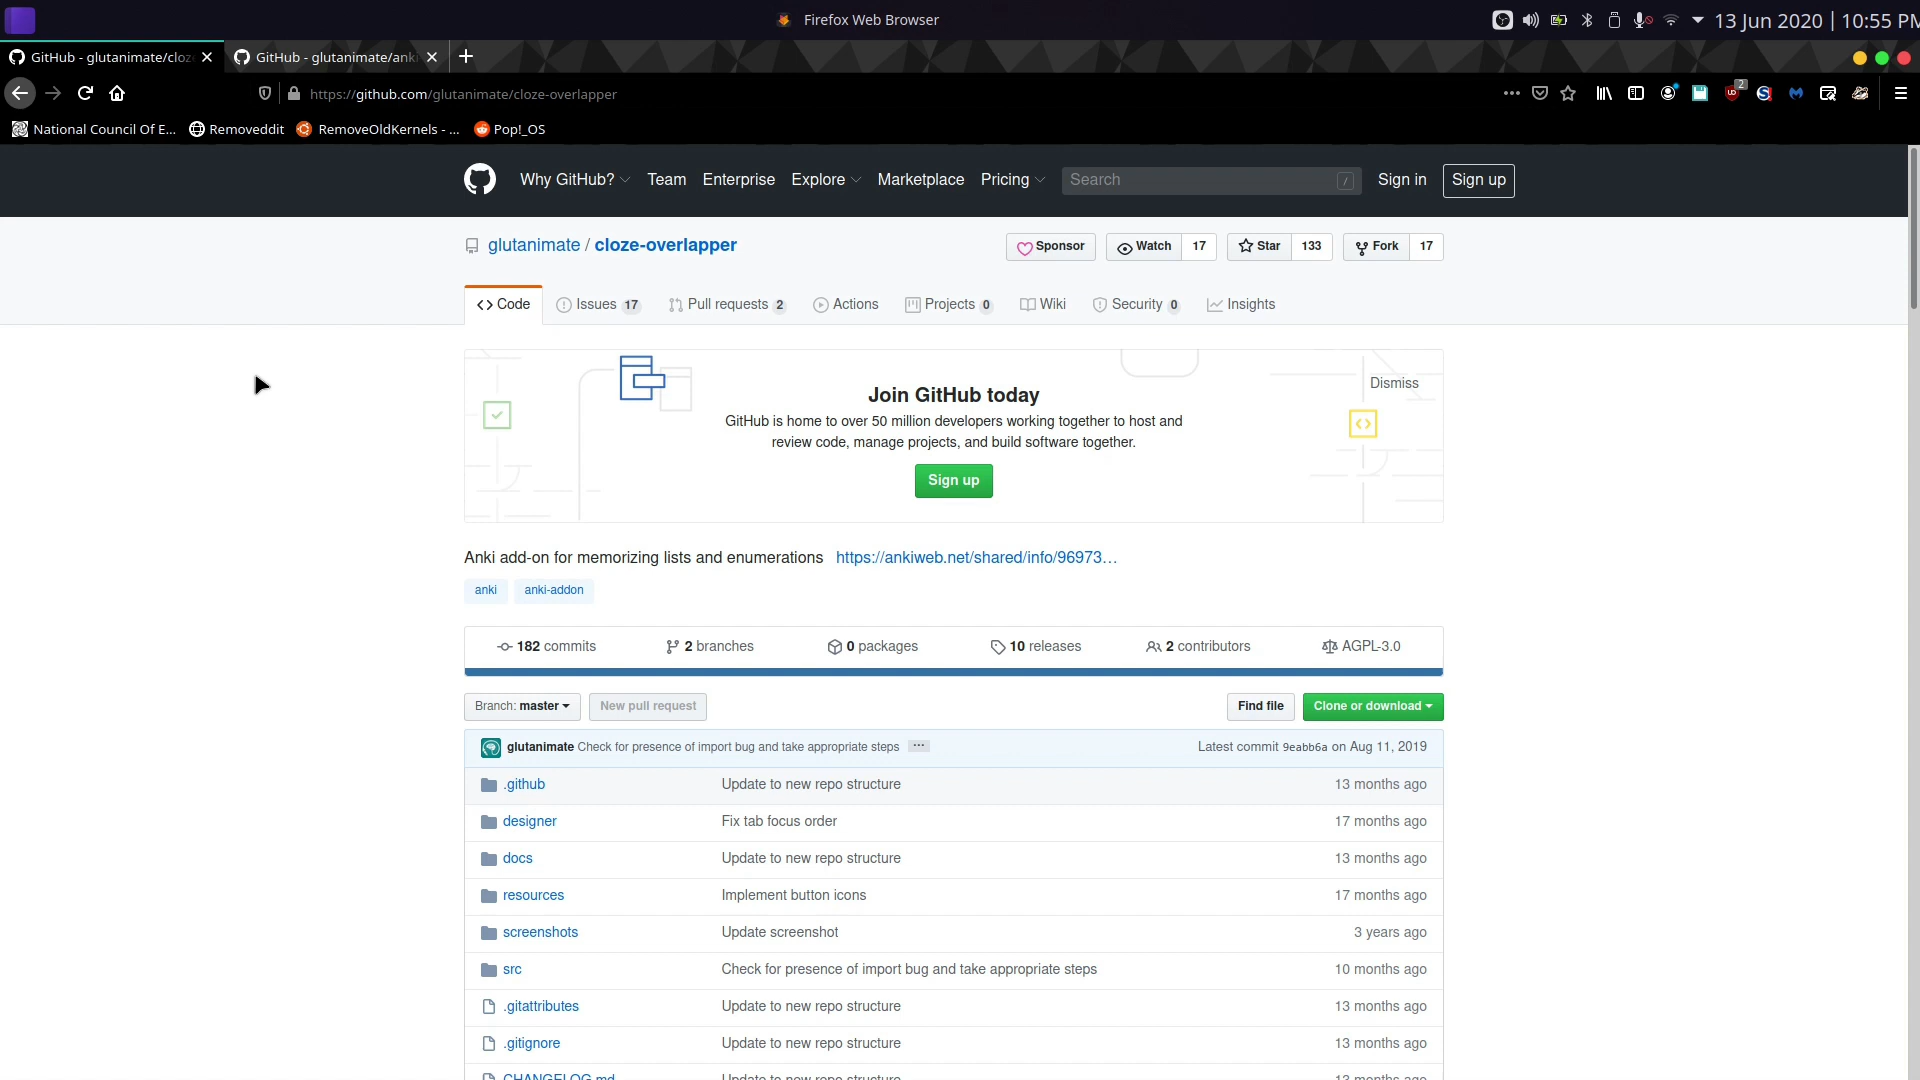 Firefox Web Browser
13 Jun 2020 | 10:55 PM
GitHub - glutanimate/cloz
GitHub - glutanimate/anki
https://github.com/glutanimate/cloze-overlapper
2
National Council Of E...
Removeddit
RemoveOldKernels - ...
Pop!_OS
Why GitHub?
Team
Enterprise
Explore
Marketplace
Pricing
Search
/
Sign in
Sign up
glutanimate / cloze-overlapper
Sponsor
Watch 17
Star 133
Fork 17
Code
Issues 17
Pull requests 2
Actions
Projects 0
Wiki
Security 0
Insights
Dismiss
Join GitHub today
GitHub is home to over 50 million developers working together to host and
review code, manage projects, and build software together.
Sign up
Anki add-on for memorizing lists and enumerations https://ankiweb.net/shared/info/96973…
anki
anki-addon
182 commits
2 branches
0 packages
10 releases
2 contributors
AGPL-3.0
Branch: master
New pull request
Find file
Clone or download
glutanimate Check for presence of import bug and take appropriate steps ... Latest commit 9eabb6a on Aug 11, 2019
.github Update to new repo structure 13 months ago
designer Fix tab focus order 17 months ago
docs Update to new repo structure 13 months ago
resources Implement button icons 17 months ago
screenshots Update screenshot 3 years ago
src Check for presence of import bug and take appropriate steps 10 months ago
.gitattributes Update to new repo structure 13 months ago
.gitignore Update to new repo structure 13 months ago
CHANGELOG.md Update to new repo structure 13 months ago